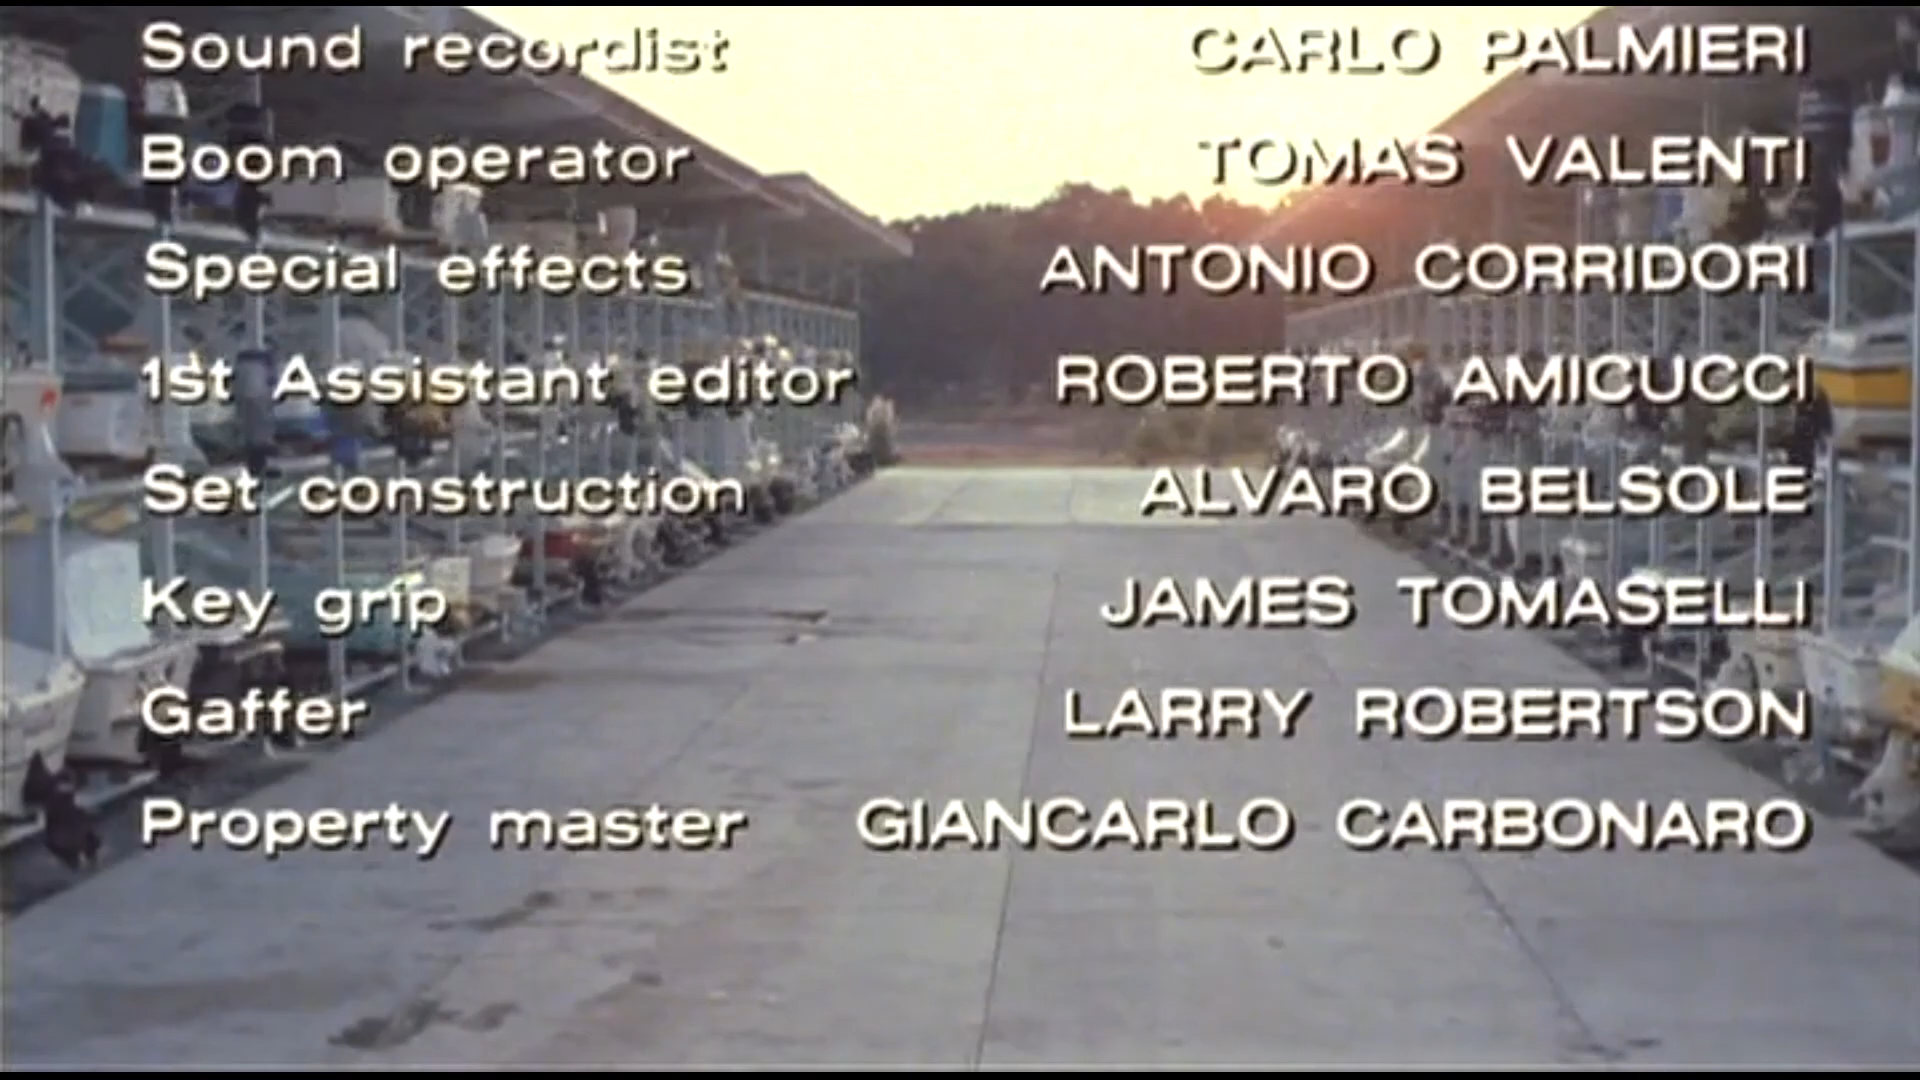 Sound recordist CARLO PALMIERI
Boom operator TOMAS VALENTI
Special effects ANTONIO CORRIDORI
1st Assistant editor ROBERTO AMICUCCI
Set construction ALVARO BELSOLE
Key grip JAMES TOMASELLI
Gaffer LARRY ROBERTSON
Property master GIANCARLO CARBONARO